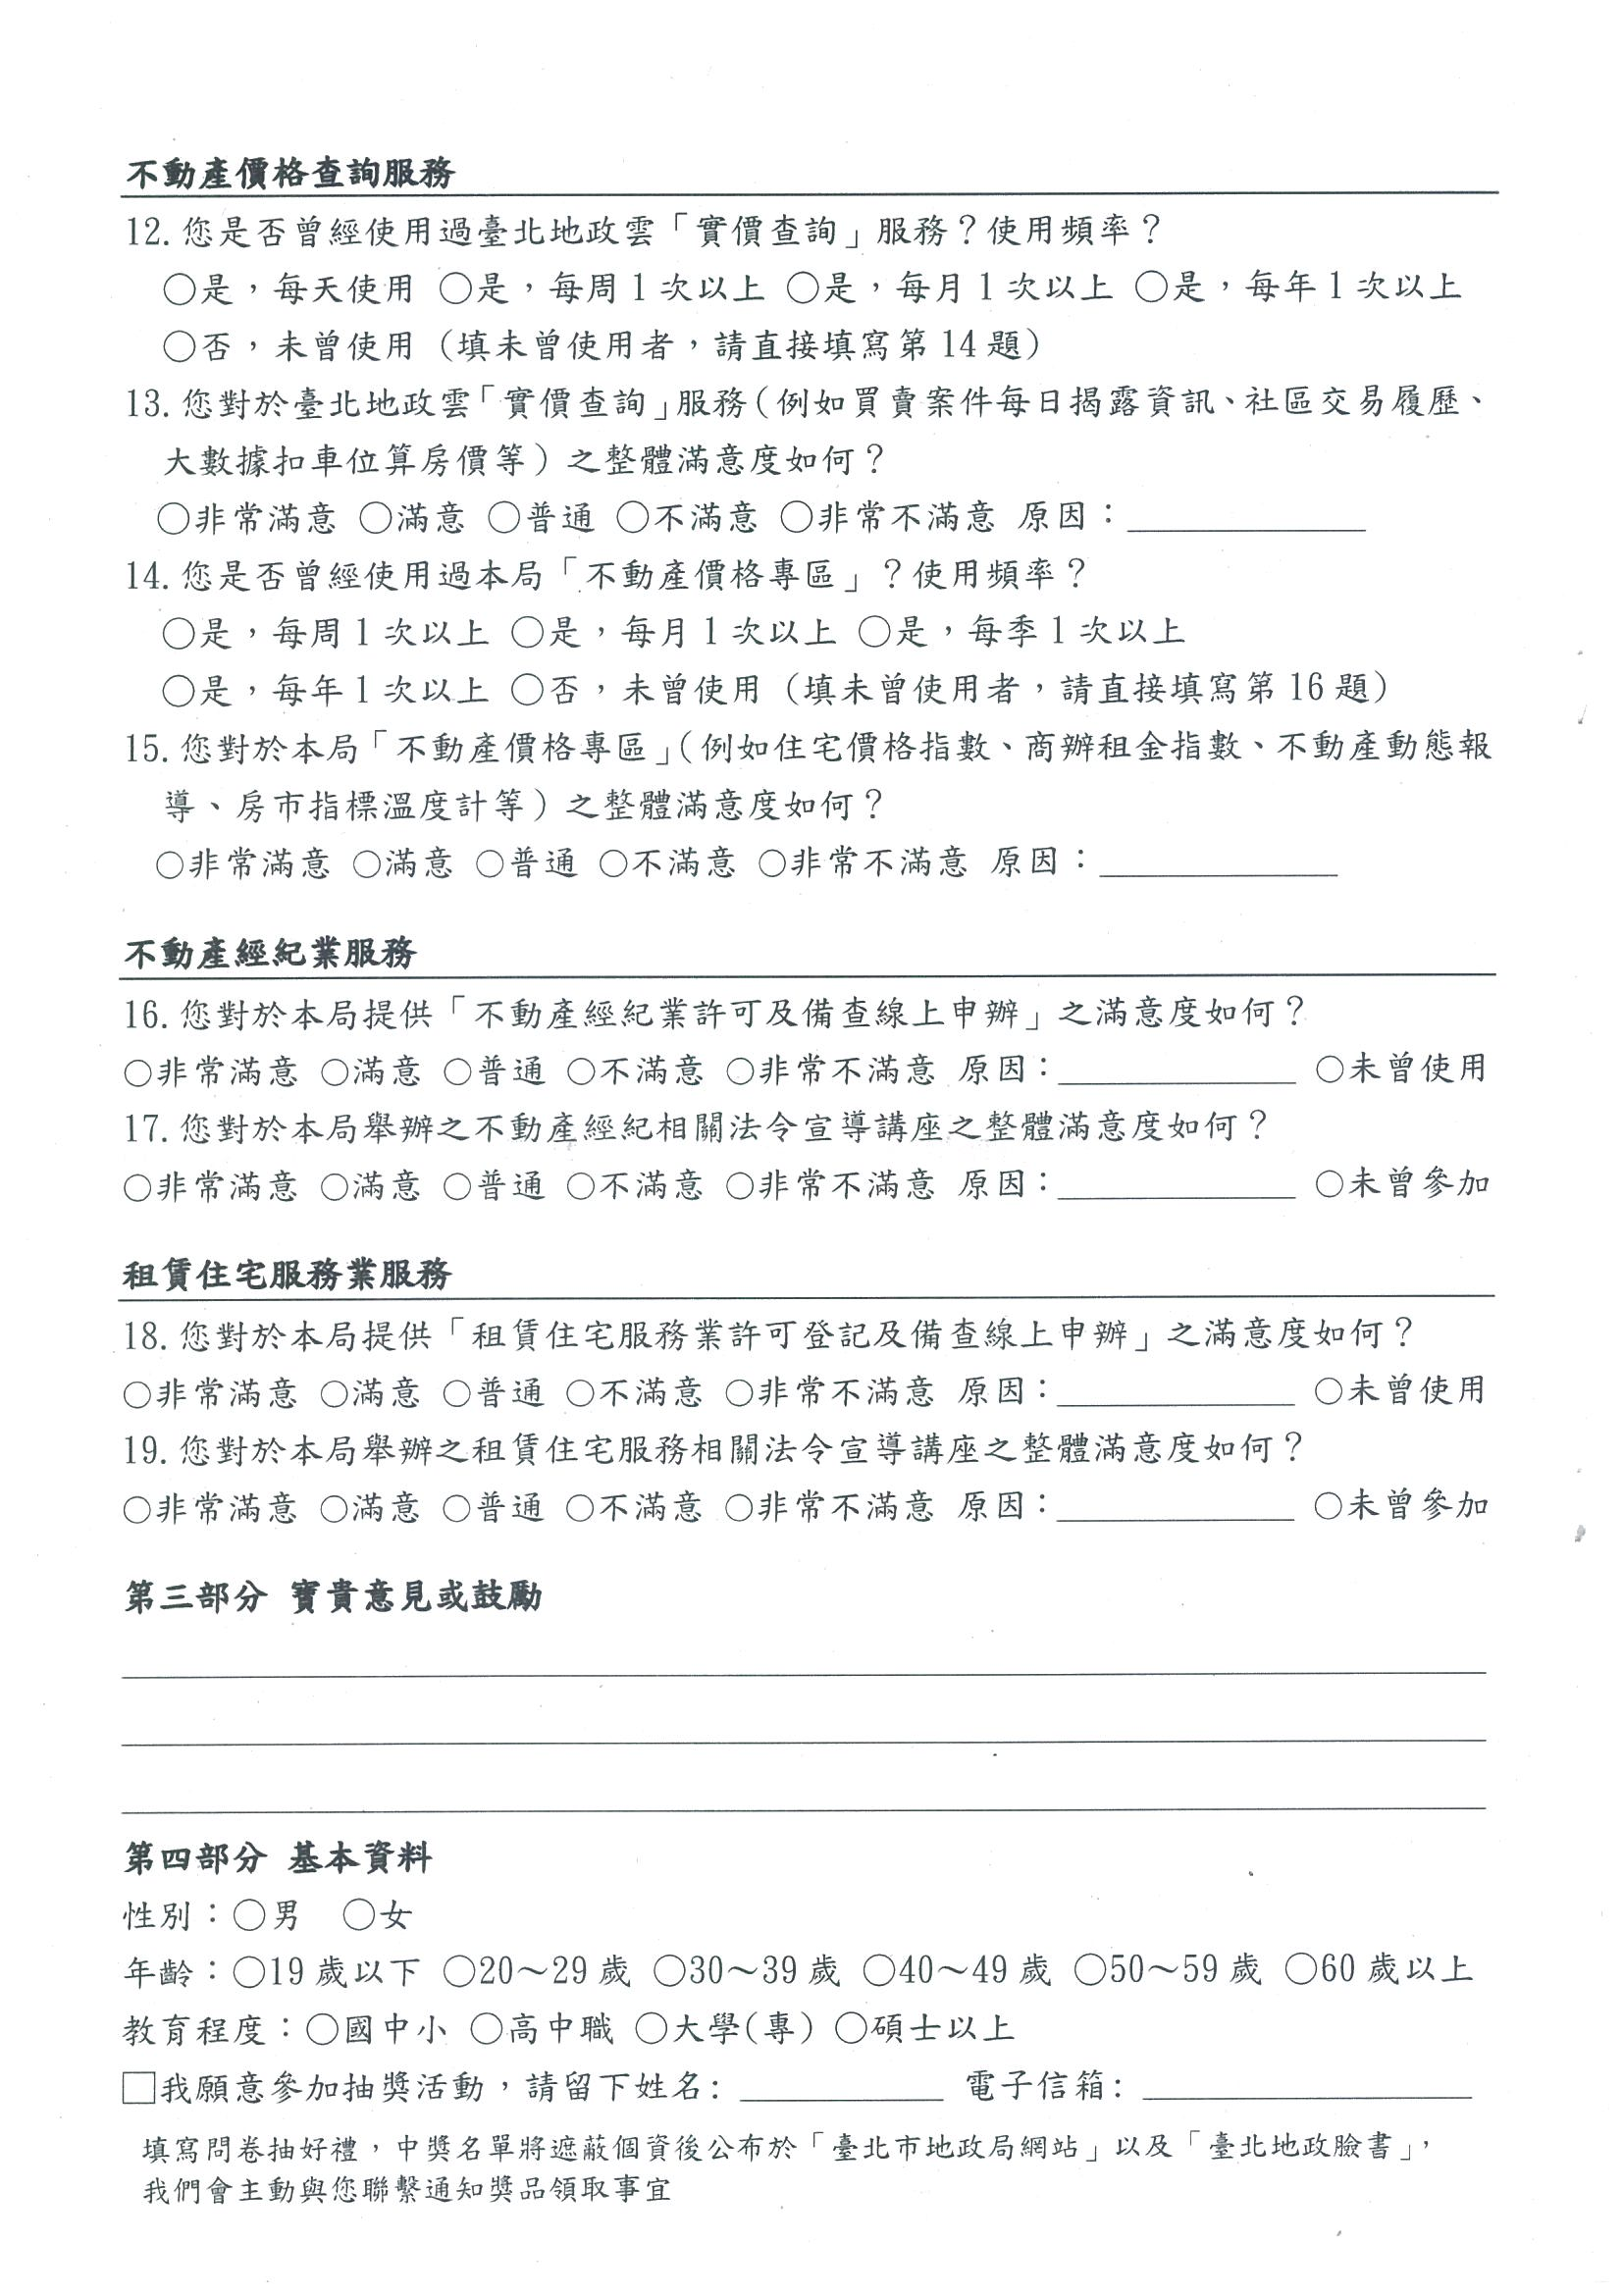 不動產價格查詢服務
12. 您是否曾經使用過臺北地政雲「實價查詢」服務？使用頻率？
○是，每天使用 ○是，每周 1 次以上 ○是，每月 1 次以上 ○是，每年 1 次以上
○否，未曾使用（填未曾使用者，請直接填寫第 14 題）
13. 您對於臺北地政雲「實價查詢」服務（例如買賣案件每日揭露資訊、社區交易履歷、
大數據扣車位算房價等）之整體滿意度如何？
○非常滿意 ○滿意 ○普通 ○不滿意 ○非常不滿意 原因：____________
14. 您是否曾經使用過本局「不動產價格專區」？使用頻率？
○是，每周 1 次以上 ○是，每月 1 次以上 ○是，每季 1 次以上
○是，每年 1 次以上 ○否，未曾使用（填未曾使用者，請直接填寫第 16 題）
15. 您對於本局「不動產價格專區」（例如住宅價格指數、商辦租金指數、不動產動態報
導、房市指標溫度計等）之整體滿意度如何？
○非常滿意 ○滿意 ○普通 ○不滿意 ○非常不滿意 原因：____________
不動產經紀業服務
16. 您對於本局提供「不動產經紀業許可及備查線上申辦」之滿意度如何？
○非常滿意 ○滿意 ○普通 ○不滿意 ○非常不滿意 原因：____________ ○未曾使用
17. 您對於本局舉辦之不動產經紀相關法令宣導講座之整體滿意度如何？
○非常滿意 ○滿意 ○普通 ○不滿意 ○非常不滿意 原因：____________ ○未曾參加
租賃住宅服務業服務
18. 您對於本局提供「租賃住宅服務業許可登記及備查線上申辦」之滿意度如何？
○非常滿意 ○滿意 ○普通 ○不滿意 ○非常不滿意 原因：____________ ○未曾使用
19. 您對於本局舉辦之租賃住宅服務相關法令宣導講座之整體滿意度如何？
○非常滿意 ○滿意 ○普通 ○不滿意 ○非常不滿意 原因：____________ ○未曾參加
第三部分 寶貴意見或鼓勵
第四部分 基本資料
性別：○男 ○女
年齡：○19 歲以下 ○20～29 歲 ○30～39 歲 ○40～49 歲 ○50～59 歲 ○60 歲以上
教育程度：○國中小 ○高中職 ○大學(專) ○碩士以上
□我願意參加抽獎活動，請留下姓名: __________ 電子信箱: ________________
填寫問卷抽好禮，中獎名單將遮蔽個資後公布於「臺北市地政局網站」以及「臺北地政臉書」，
我們會主動與您聯繫通知獎品領取事宜